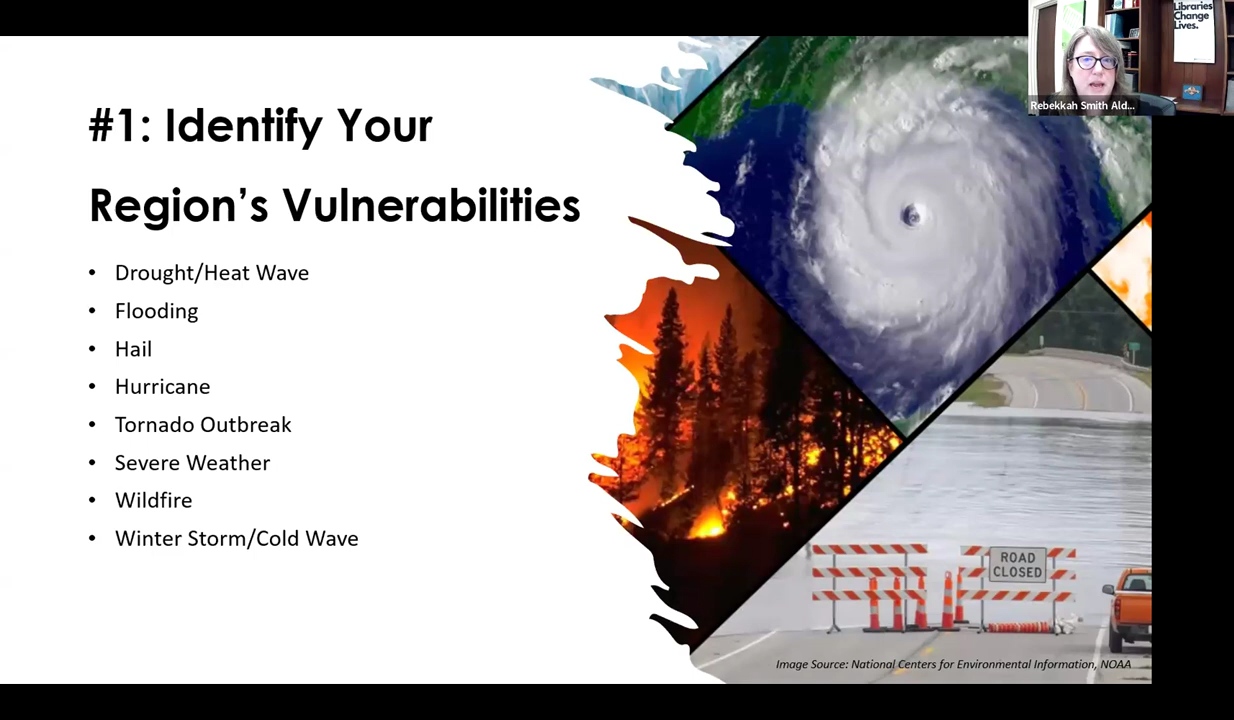 #1: Identify Your
Region’s Vulnerabilities
• Drought/Heat Wave
• Flooding
• Hail
• Hurricane
• Tornado Outbreak
• Severe Weather
• Wildfire
• Winter Storm/Cold Wave
ROAD
CLOSED
Image Source: National Centers for Environmental Information, NOAA
Libraries
Change
Lives.
Rebekkah Smith Ald...